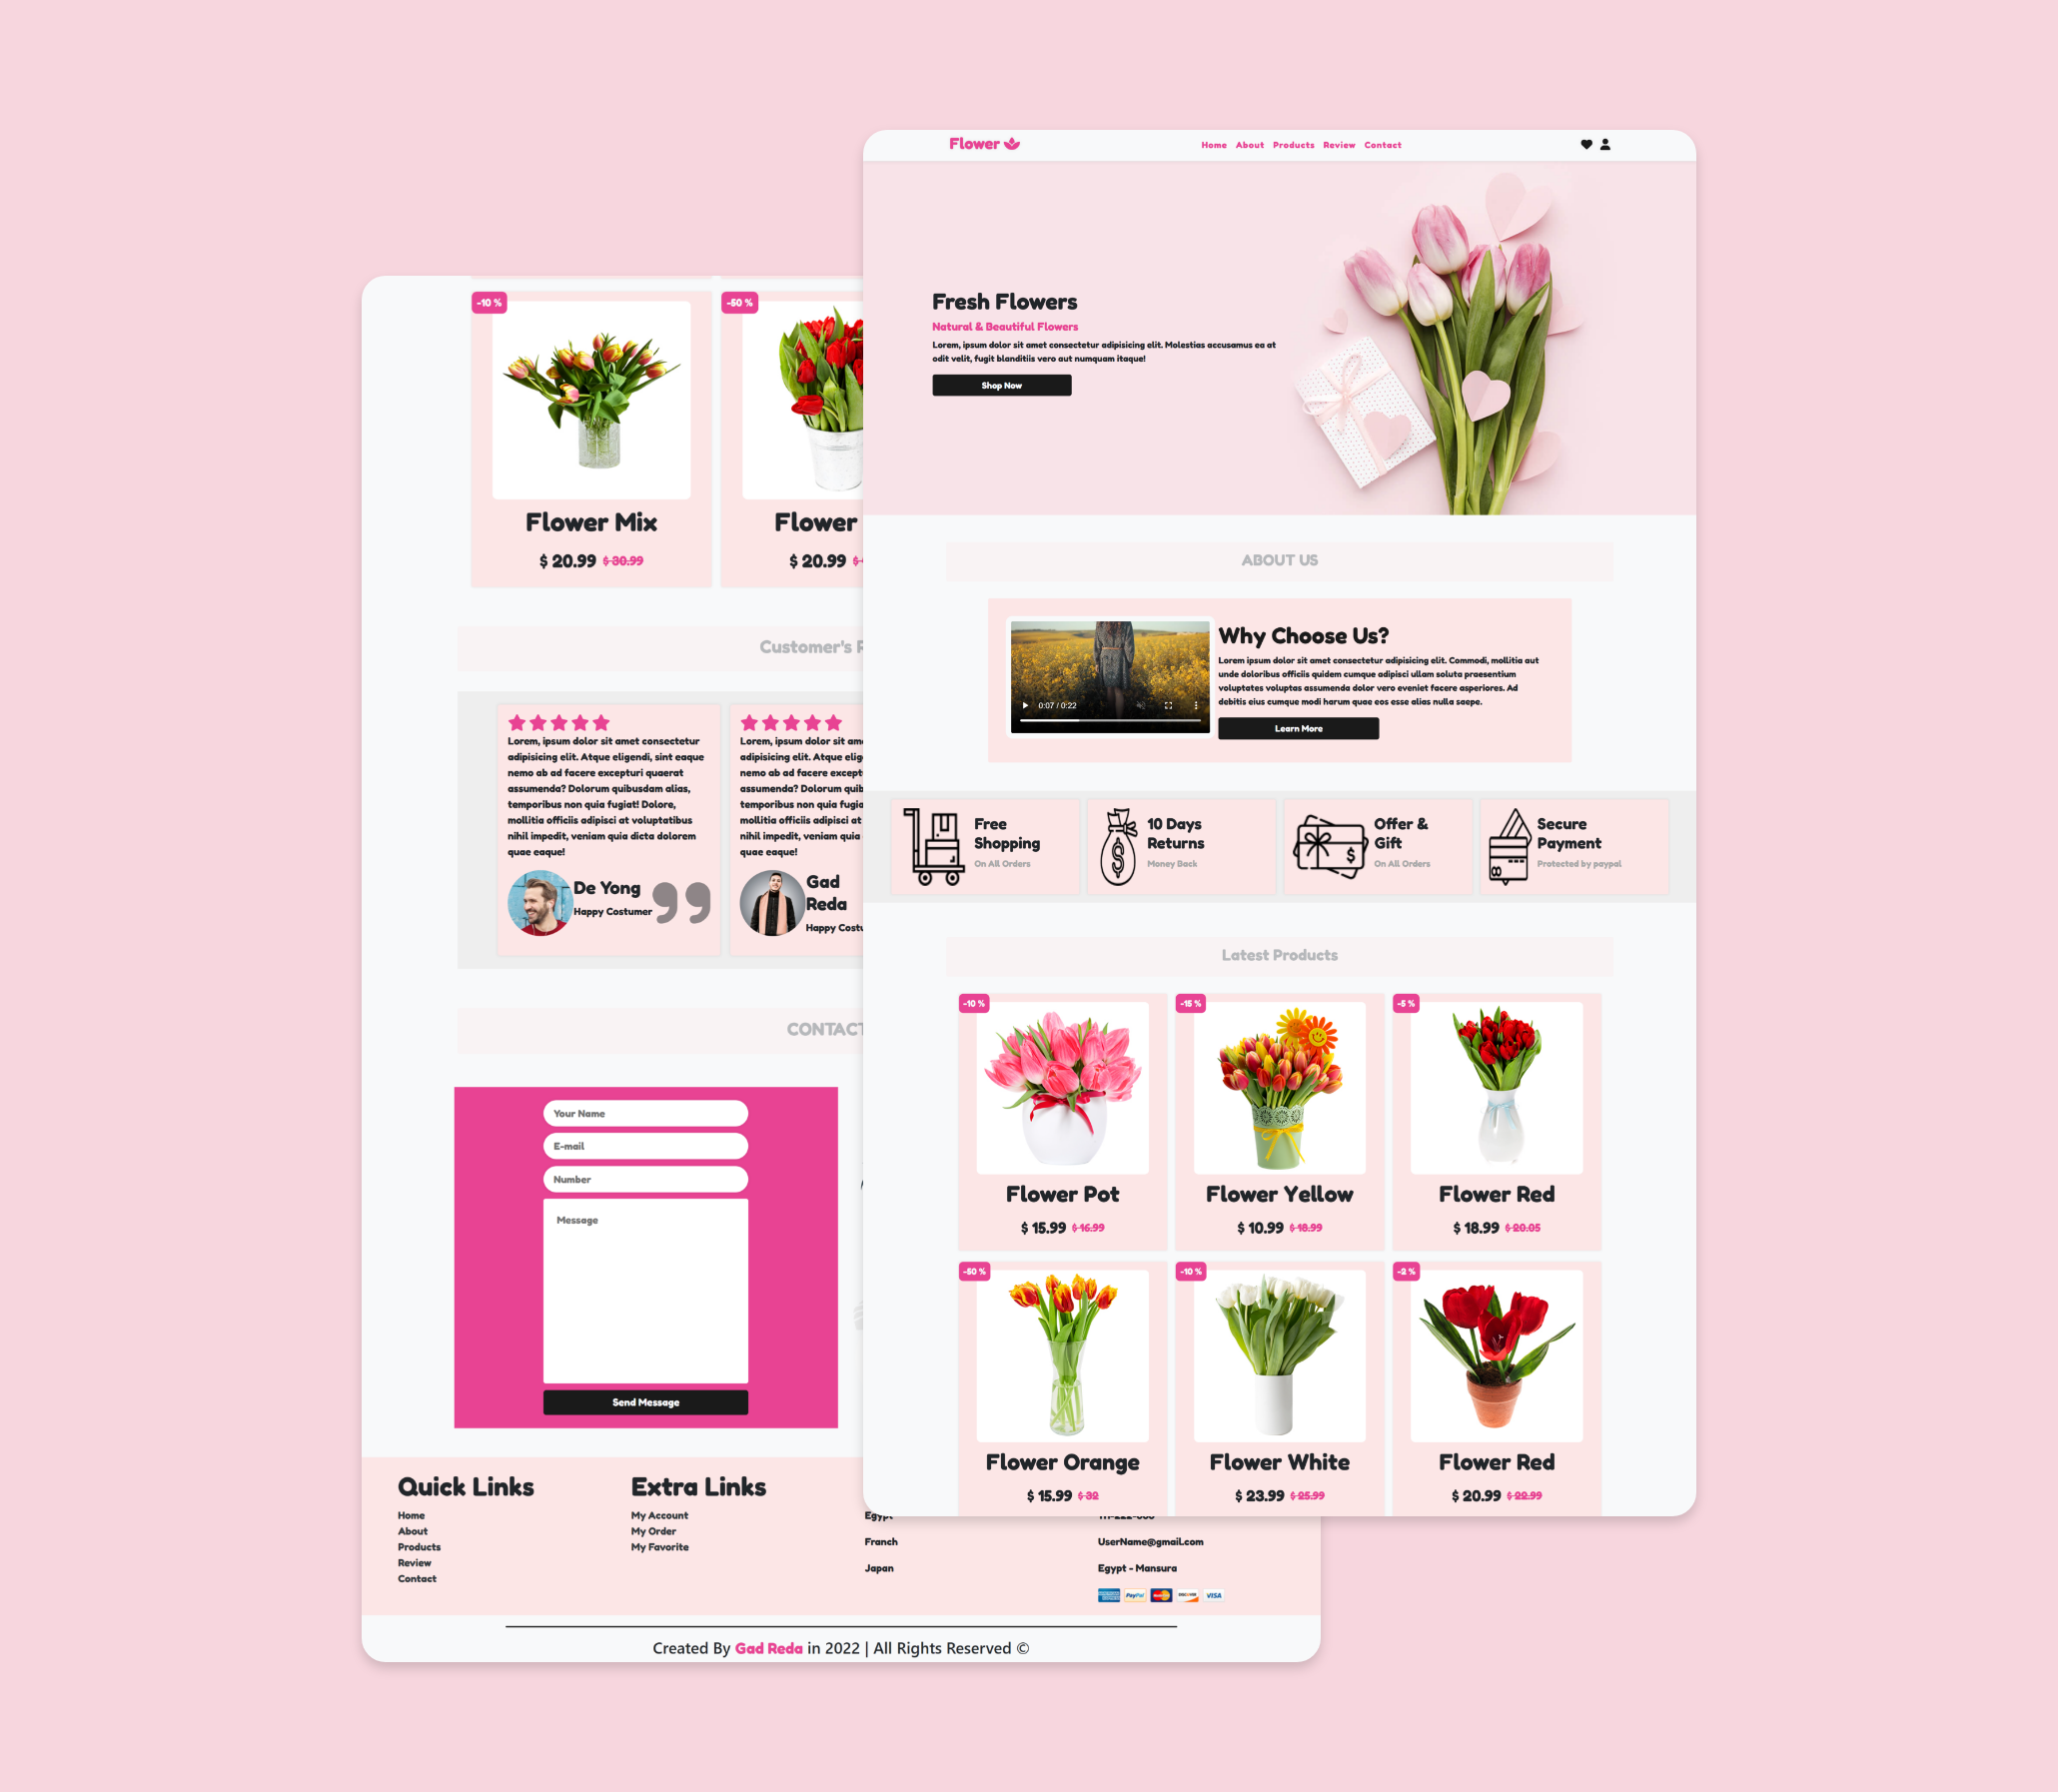 Flower
Home About Products Review Contact
Fresh Flowers
Natural & Beautiful Flowers
Lorem, ipsum dolor sit amet consectetur adipisicing elit. Molestias accusamus ea at
odit velit, fugit blanditiis vero aut numquam itaque!
Shop Now
ABOUT US
0:07 / 0:22
Why Choose Us?
Lorem ipsum dolor sit amet consectetur adipisicing elit. Commodi, mollitia aut
unde doloribus officiis quidem cumque adipisci ullam soluta praesentium
voluptates voluptas assumenda dolor vero eveniet facere asperiores. Ad
debitis eius cumque modi harum quae eos esse alias nulla saepe.
Learn More
Free
Shopping
On All Orders
10 Days
Returns
Money Back
Offer &
Gift
On All Orders
Secure
Payment
Protected by paypal
Latest Products
-10 %
Flower Pot
$ 15.99 $ 16.99
-15 %
Flower Yellow
$ 10.99 $ 18.99
-5 %
Flower Red
$ 18.99 $ 20.05
-50 %
Flower Orange
$ 15.99 $ 32
-10 %
Flower White
$ 23.99 $ 25.99
-2 %
Flower Red
$ 20.99 $ 22.99
-10 %
Flower Mix
$ 20.99 $ 30.99
-50 %
Flower
$ 20.99 $
Customer's
Lorem, ipsum dolor sit amet consectetur
adipisicing elit. Atque eligendi, sint eaque
nemo ab ad facere excepturi quaerat
assumenda? Dolorum quibusdam alias,
temporibus non quia fugiat! Dolore,
mollitia officiis adipisci at voluptatibus
nihil impedit, veniam quia dicta dolorem
quae eaque!
De Yong
Happy Costumer
Lorem, ipsum dolor sit
adipisicing elit. Atque
nemo ab ad facere
assumenda? Dolorum
temporibus non quia
mollitia officiis adipisci at
nihil impedit, veniam quia
quae eaque!
Gad
Reda
Happy
CONTACT
Your Name
E-mail
Number
Message
Send Message
Quick Links
Home
About
Products
Review
Contact
Extra Links
My Account
My Order
My Favorite
Egypt
Franch
Japan
UserName@gmail.com
Egypt - Mansura
PayPal
MasterCard
DISCOVER
VISA
Created By Gad Reda in 2022 | All Rights Reserved ©